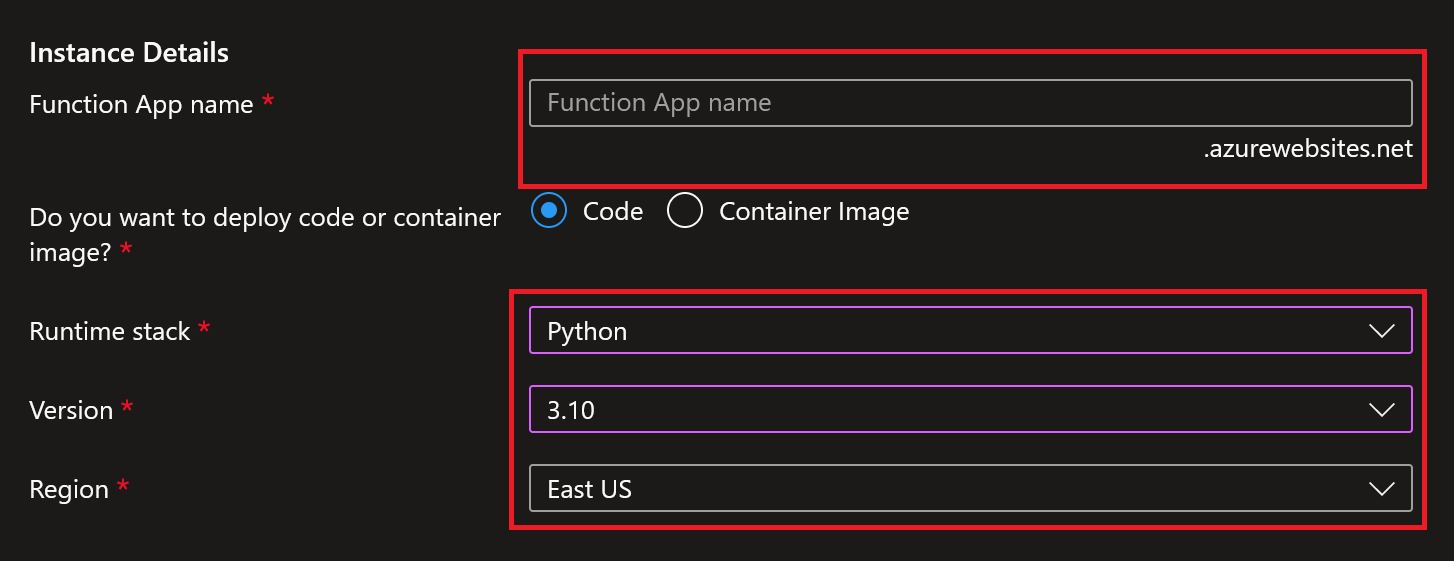 Instance Details
Function App name *
Function App name
.azurewebsites.net
Do you want to deploy code or container
image? *
Code
Container Image
Runtime stack *
Python
Version *
3.10
Region *
East US